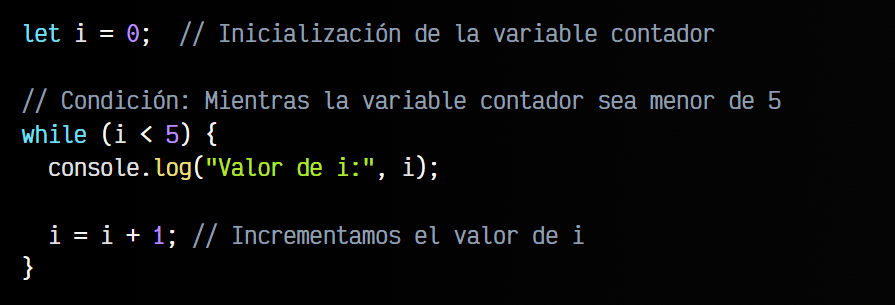 let i = 0;  // Inicialización de la variable contador
// Condición: Mientras la variable contador sea menor de 5
while (i < 5) {
  console.log("Valor de i:", i);
  i = i + 1; // Incrementamos el valor de i
}